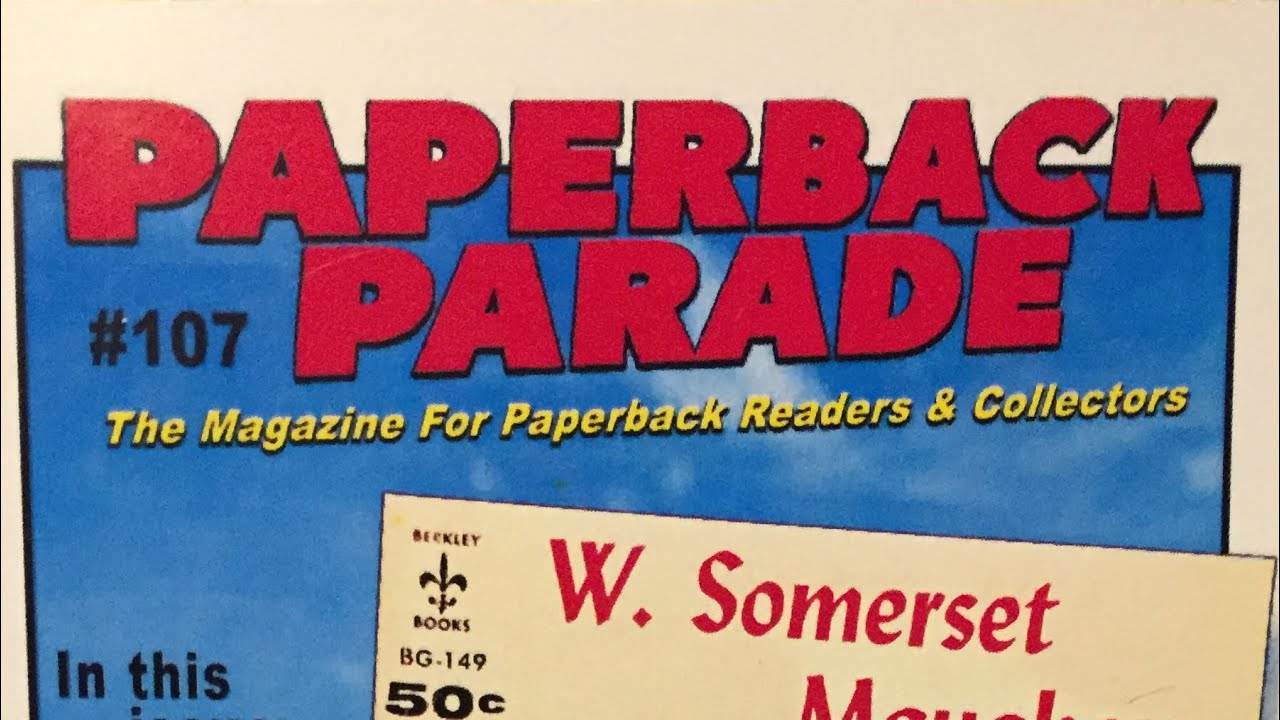 PAPERBACK
PARADE
#107
The Magazine For Paperback Readers & Collectors
BERKLEY
BOOKS
BG-149
50c
W. Somerset
In this